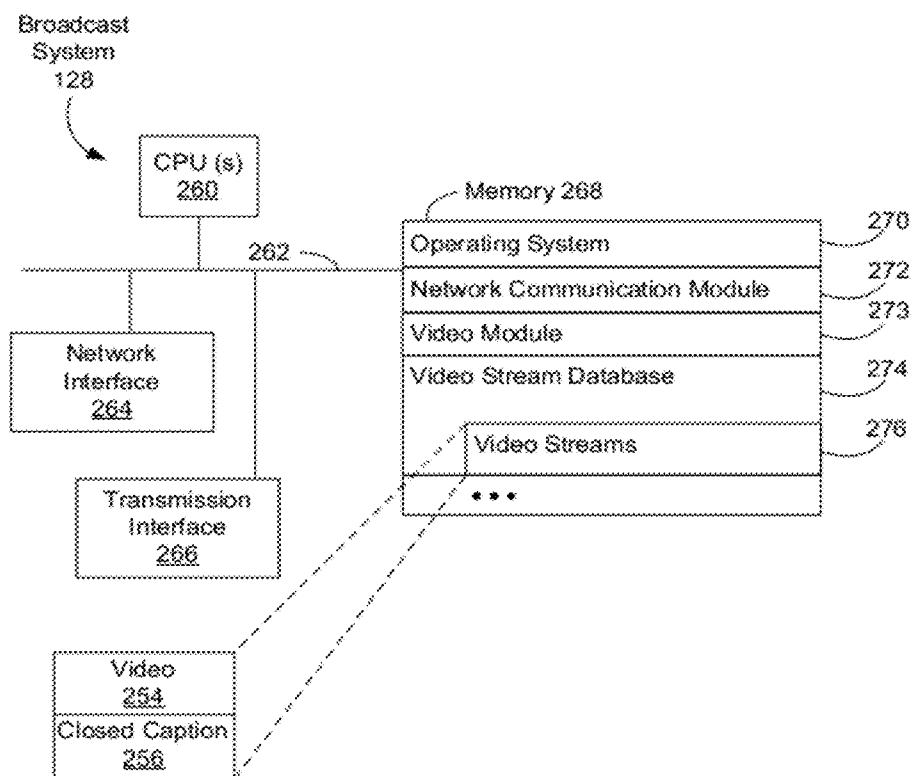 Broadcast
System
128
CPU (s)
260
Memory 268
262
Operating System
270
Network Communication Module
272
Video Module
273
Video Stream Database
274
Video Streams
276
• • •
Network
Interface
264
Transmission
Interface
266
Video
254
Closed Caption
256